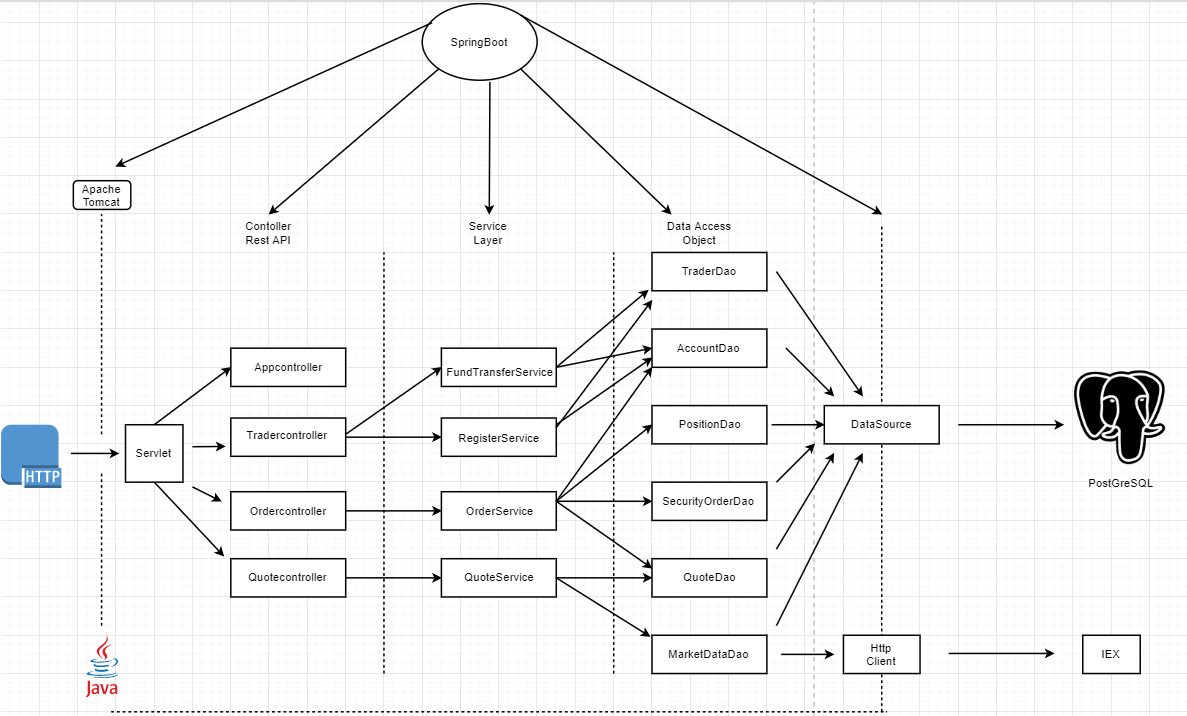 SpringBoot
Apache
Tomcat
Contoller
Rest API
Service
Layer
Data Access
Object
TraderDao
Appcontroller
FundTransferService
AccountDao
Tradercontroller
RegisterService
PositionDao
DataSource
HTTP
Servlet
PostGreSQL
Ordercontroller
OrderService
SecurityOrderDao
Quotecontroller
QuoteService
QuoteDao
MarketDataDao
Http
Client
IEX
Java